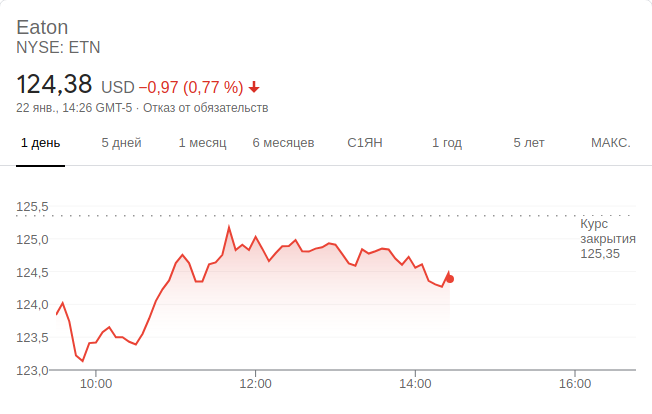 Eaton
NYSE: ETN
124,38 USD −0,97 (0,77 %)
22 янв., 14:26 GMT-5 · Отказ от обязательств
1 день 5 дней 1 месяц 6 месяцев С1ЯН 1 год 5 лет МАКС.
125,5
Курс
закрытия
125,35
125,0
124,5
124,0
123,5
123,0
10:00 12:00 14:00 16:00